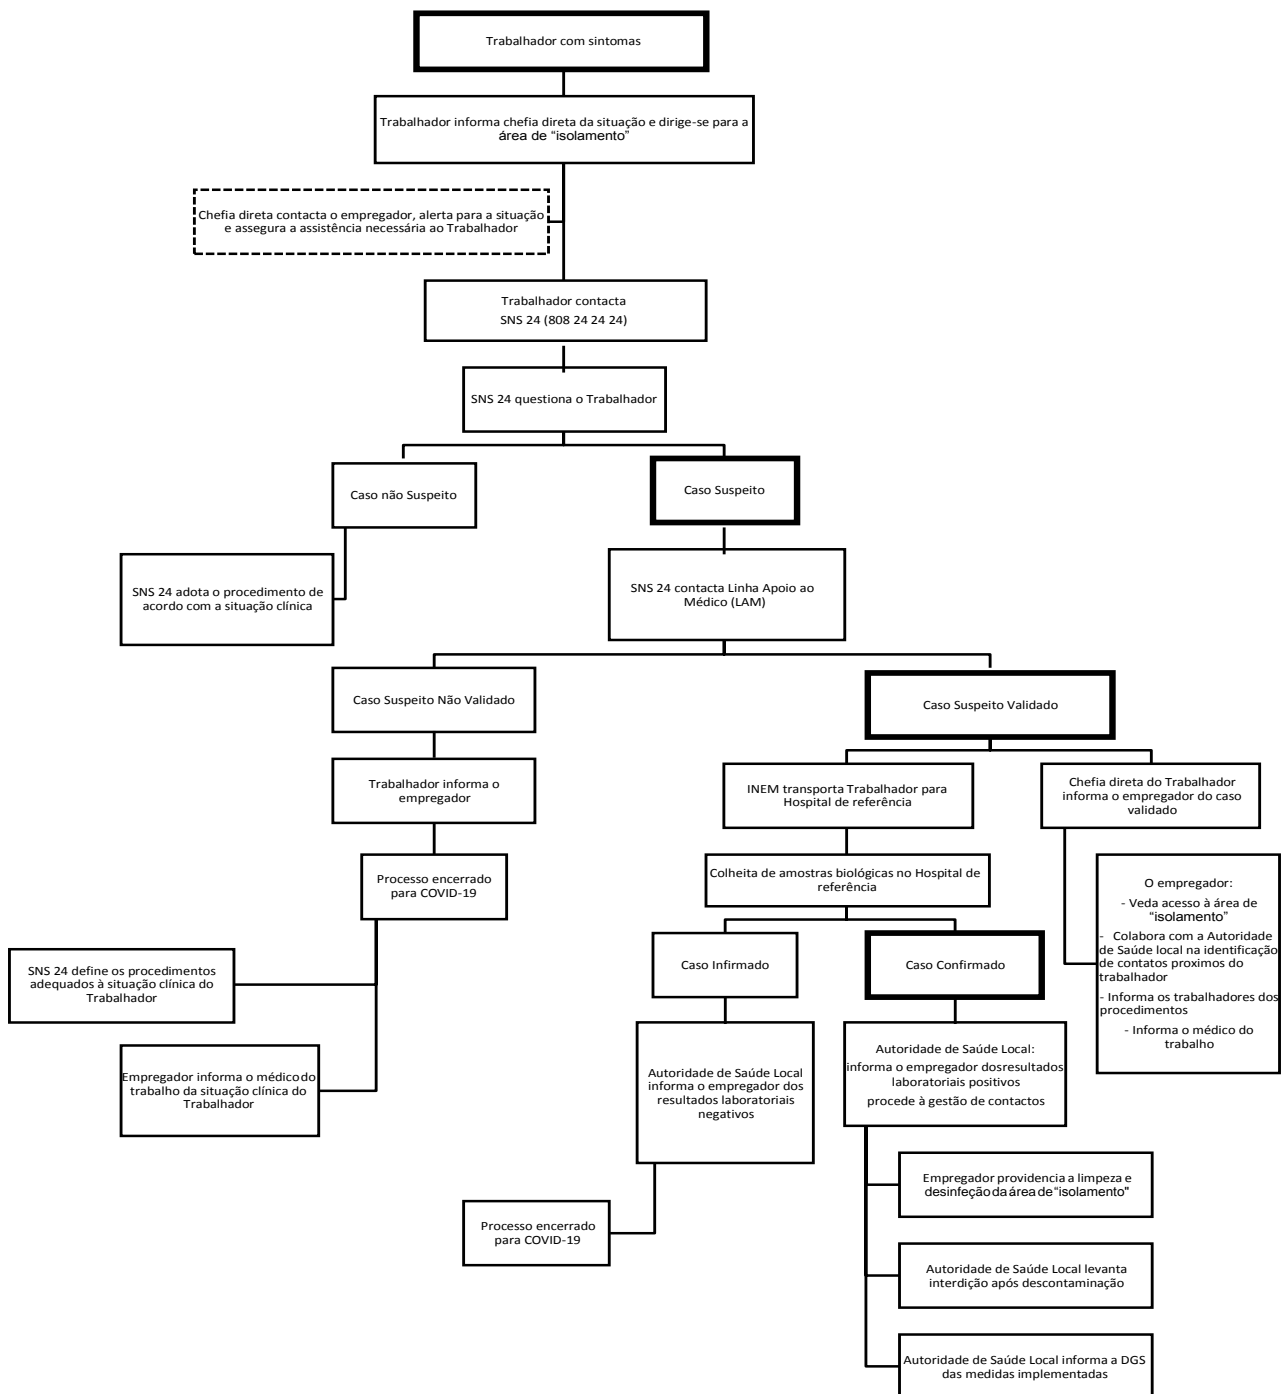 Trabalhador com sintomas
Trabalhador informa chefia direta da situação e dirige-se para a
área de “isolamento”
Chefia direta contacta o empregador, alerta para a situação
e assegura a assistência necessária ao Trabalhador
Trabalhador contacta
SNS 24 (808 24 24 24)
SNS 24 questiona o Trabalhador
Caso não Suspeito
Caso Suspeito
SNS 24 adota o procedimento de
acordo com a situação clínica
SNS 24 contacta Linha Apoio ao
Médico (LAM)
Caso Suspeito Não Validado
Caso Suspeito Validado
Trabalhador informa o
empregador
INEM transporta Trabalhador para
Hospital de referência
Chefia direta do Trabalhador
informa o empregador do caso
validado
Processo encerrado
para COVID-19
Colheita de amostras biológicas no Hospital de
referência
O empregador:
- Veda acesso à área de
“isolamento”
- Colabora com a Autoridade
de Saúde local na identificação
de contatos proximos do
trabalhador
- Informa os trabalhadores dos
procedimentos
- Informa o médico do
trabalho
SNS 24 define os procedimentos
adequados à situação clínica do
Trabalhador
Caso Infirmado
Caso Confirmado
Empregador informa o médico do
trabalho da situação clínica do
Trabalhador
Autoridade de Saúde Local
informa o empregador dos
resultados laboratoriais
negativos
Autoridade de Saúde Local:
informa o empregador dosresultados
laboratoriais positivos
procede à gestão de contactos
Processo encerrado
para COVID-19
Empregador providencia a limpeza e
desinfeção da área de “isolamento”
Autoridade de Saúde Local levanta
interdição após descontaminação
Autoridade de Saúde Local informa a DGS
das medidas implementadas